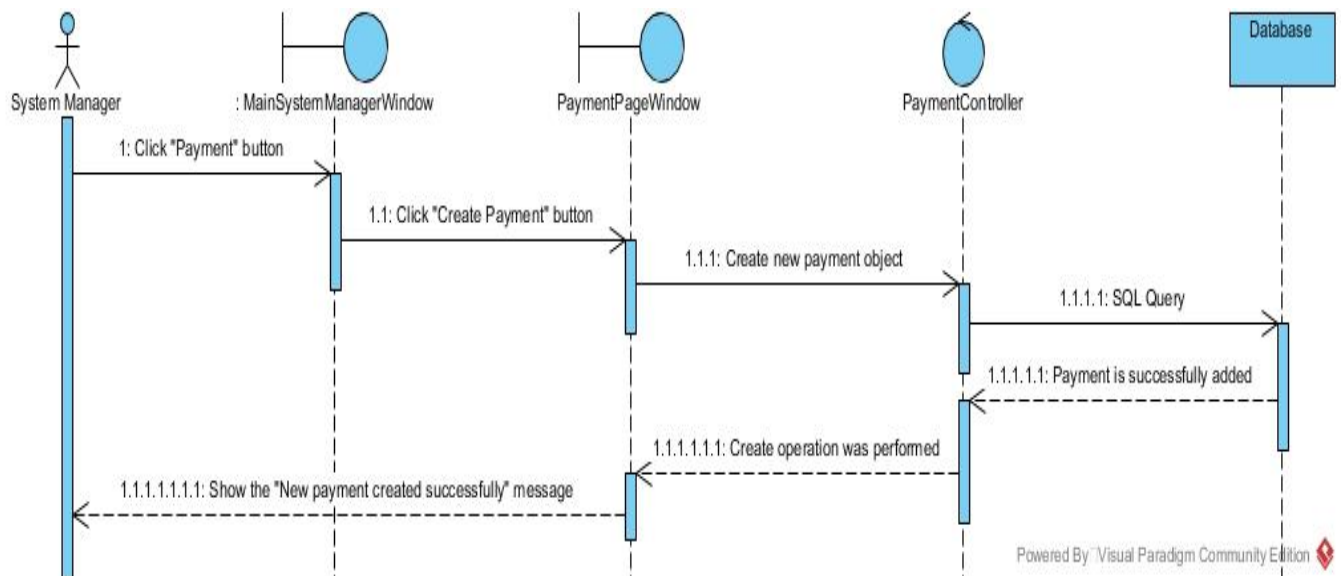 Database
System Manager
: MainSystemManagerWindow
PaymentPageWindow
PaymentController
1: Click "Payment" button
1.1: Click "Create Payment" button
1.1.1: Create new payment object
1.1.1.1: SQL Query
1.1.1.1.1: Payment is successfully added
1.1.1.1.1.1: Create operation was performed
1.1.1.1.1.1.1: Show the "New payment created successfully" message
Powered By Visual Paradigm Community Edition